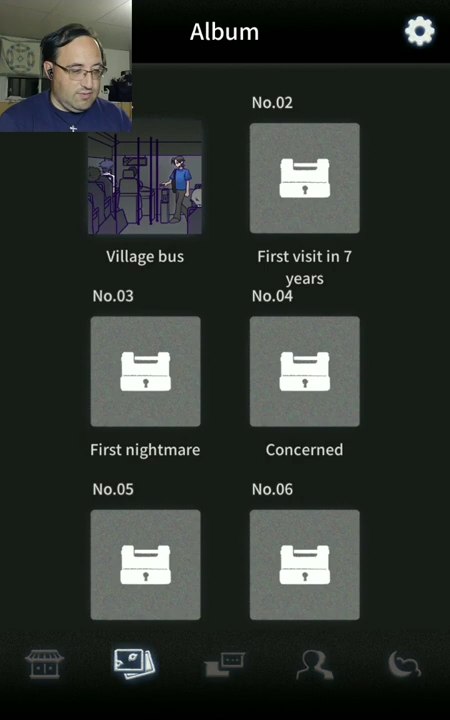 Album
No.02
Village bus
First visit in 7
years
No.03
No.04
First nightmare
Concerned
No.05
No.06